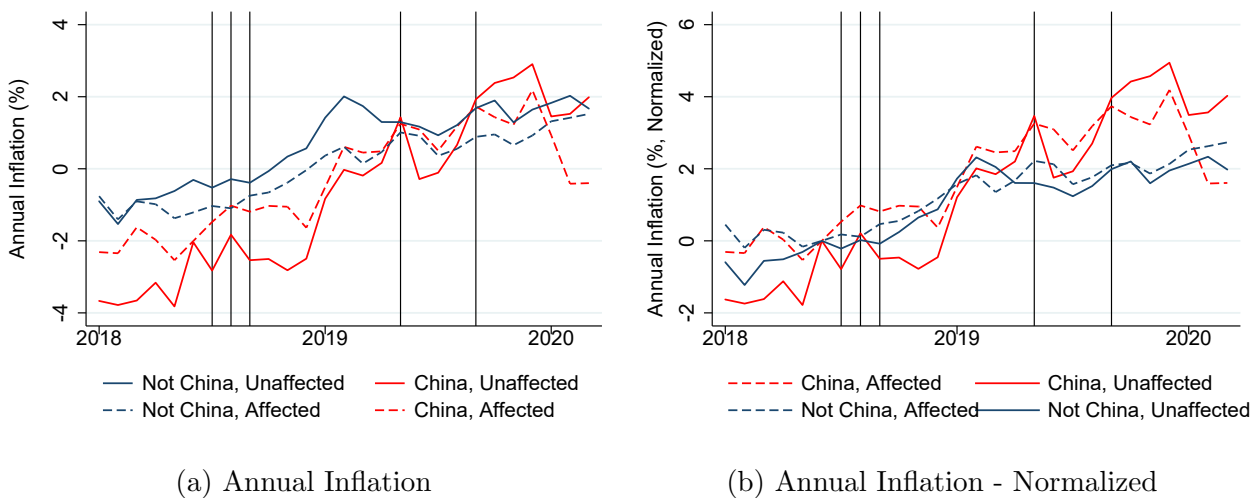 Annual Inflation (%)
4
2
0
-2
-4
2018 2019 2020
Not China, Unaffected China, Unaffected
Not China, Affected China, Affected
(a) Annual Inflation
Annual Inflation (%, Normalized)
6
4
2
0
-2
2018 2019 2020
China, Affected China, Unaffected
Not China, Affected Not China, Unaffected
(b) Annual Inflation - Normalized